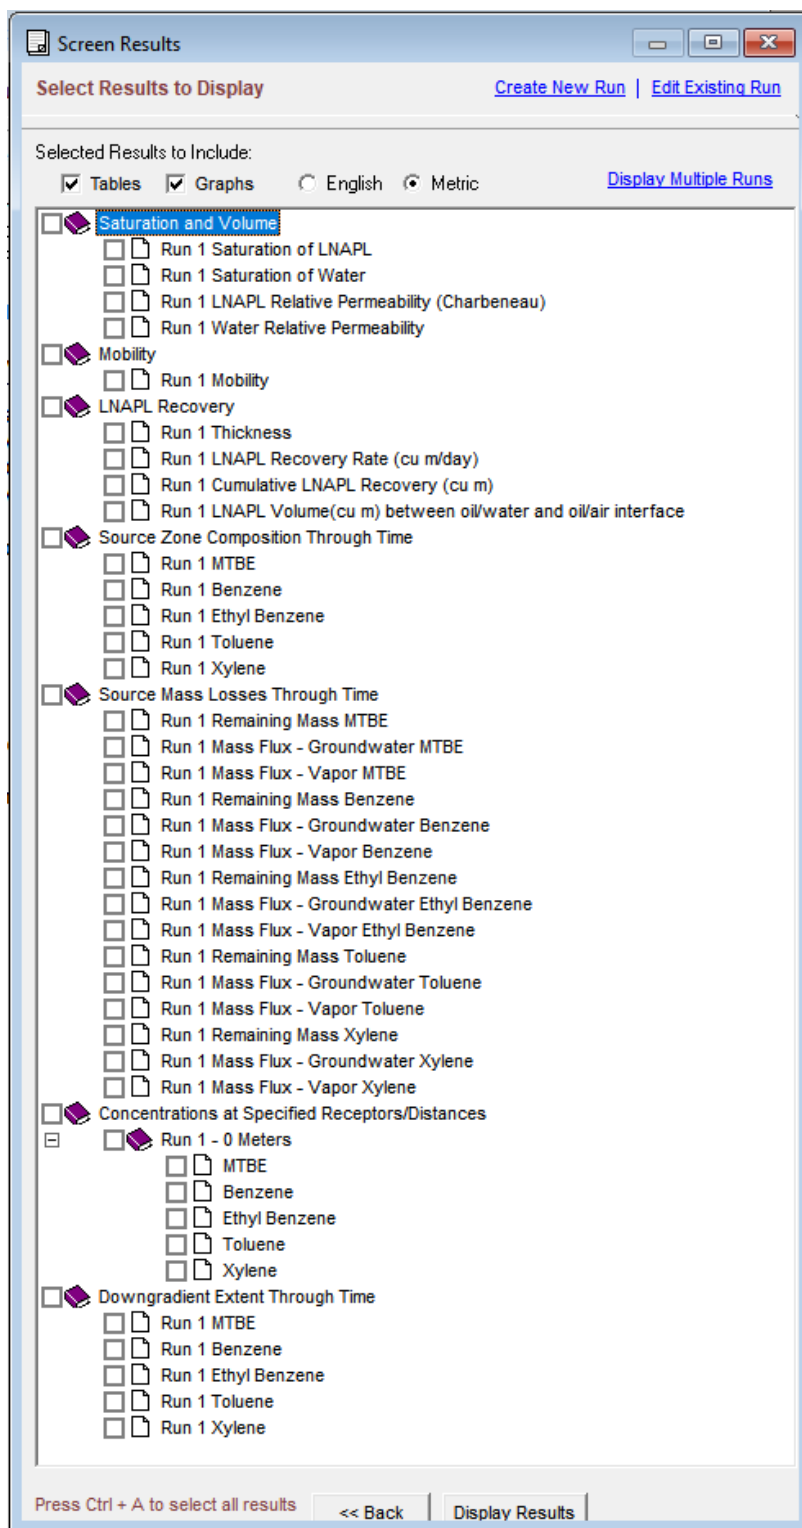 Screen Results
Select Results to Display Create New Run | Edit Existing Run
Selected Results to Include:
Tables Graphs English Metric Display Multiple Runs
Saturation and Volume
Run 1 Saturation of LNAPL
Run 1 Saturation of Water
Run 1 LNAPL Relative Permeability (Charbeneau)
Run 1 Water Relative Permeability
Mobility
Run 1 Mobility
LNAPL Recovery
Run 1 Thickness
Run 1 LNAPL Recovery Rate (cu m/day)
Run 1 Cumulative LNAPL Recovery (cu m)
Run 1 LNAPL Volume(cu m) between oil/water and oil/air interface
Source Zone Composition Through Time
Run 1 MTBE
Run 1 Benzene
Run 1 Ethyl Benzene
Run 1 Toluene
Run 1 Xylene
Source Mass Losses Through Time
Run 1 Remaining Mass MTBE
Run 1 Mass Flux - Groundwater MTBE
Run 1 Mass Flux - Vapor MTBE
Run 1 Remaining Mass Benzene
Run 1 Mass Flux - Groundwater Benzene
Run 1 Mass Flux - Vapor Benzene
Run 1 Remaining Mass Ethyl Benzene
Run 1 Mass Flux - Groundwater Ethyl Benzene
Run 1 Mass Flux - Vapor Ethyl Benzene
Run 1 Remaining Mass Toluene
Run 1 Mass Flux - Groundwater Toluene
Run 1 Mass Flux - Vapor Toluene
Run 1 Remaining Mass Xylene
Run 1 Mass Flux - Groundwater Xylene
Run 1 Mass Flux - Vapor Xylene
Concentrations at Specified Receptors/Distances
Run 1 - 0 Meters
MTBE
Benzene
Ethyl Benzene
Toluene
Xylene
Downgradient Extent Through Time
Run 1 MTBE
Run 1 Benzene
Run 1 Ethyl Benzene
Run 1 Toluene
Run 1 Xylene
Press Ctrl + A to select all results << Back Display Results